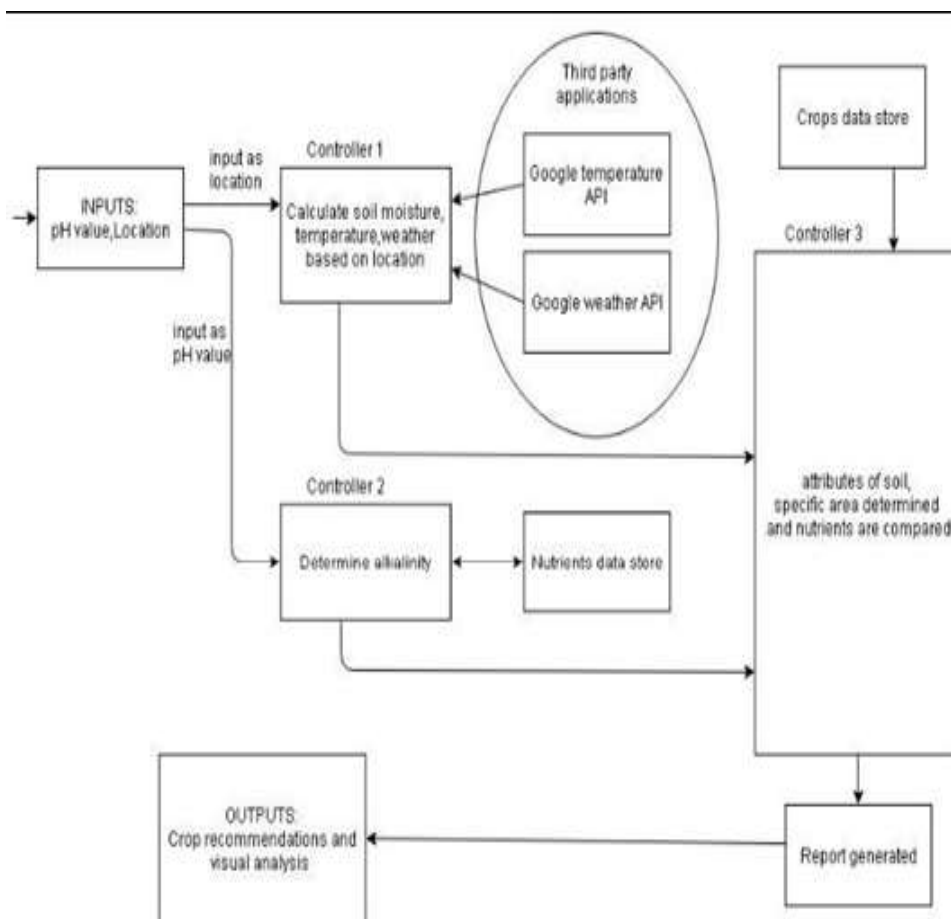 Third party
applications
Crops data store
Controller 1
input as
location
Google temperature
API
INPUTS:
pH value,Location
Calculate soil moisture,
temperature,weather
based on location
Controller 3
Google weather API
input as
pH value
Controller 2
attributes of soil,
specific area determined
and nutrients are compared
Determine alkalinity
Nutrients data store
OUTPUTS:
Crop recommendations and
visual analysis
Report generated